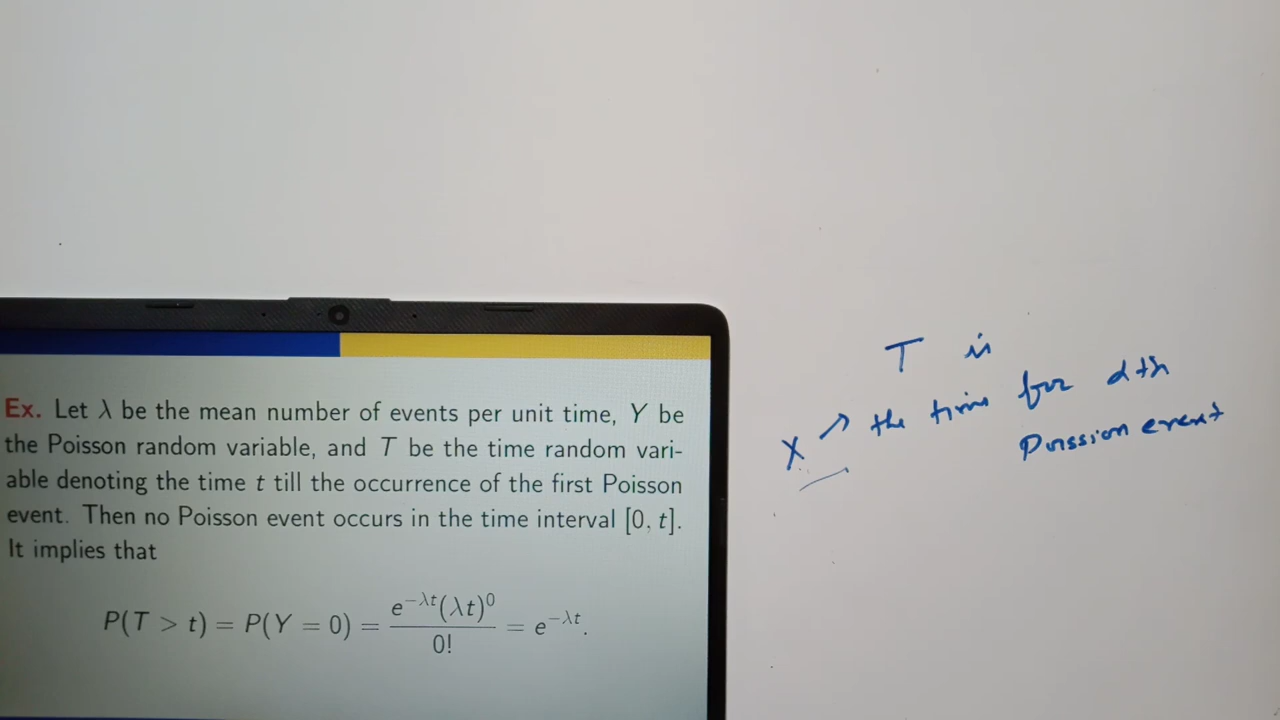 Ex. Let λ be the mean number of events per unit time, Y be
the Poisson random variable, and T be the time random vari-
able denoting the time t till the occurrence of the first Poisson
event. Then no Poisson event occurs in the time interval [0, t].
It implies that
P(T > t) = P(Y = 0) = e^{-λt}(λt)^0 / 0! = e^{-λt}.
T is
X → the time for αth
Poission event